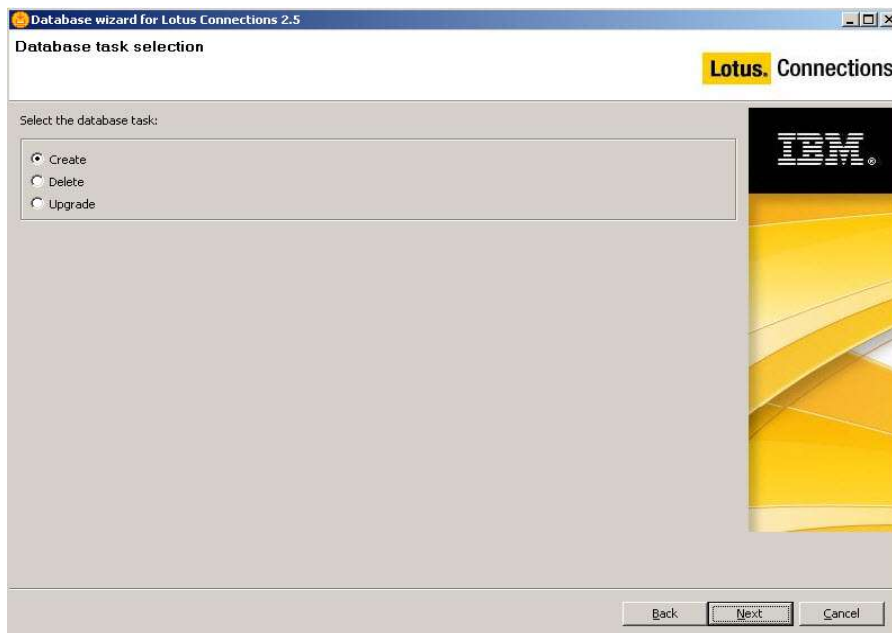 Database wizard for Lotus Connections 2.5
Database task selection
Lotus. Connections
Select the database task:
Create
Delete
Upgrade
IBM®
Back
Next
Cancel